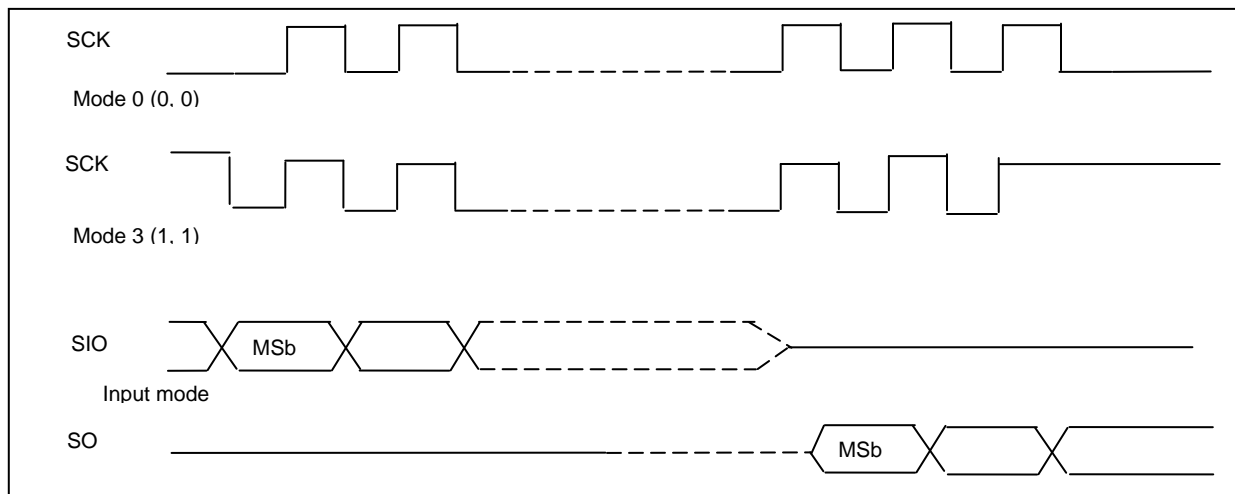 SCK
Mode 0 (0, 0)
SCK
Mode 3 (1, 1)
SIO
MSb
Input mode
SO
MSb